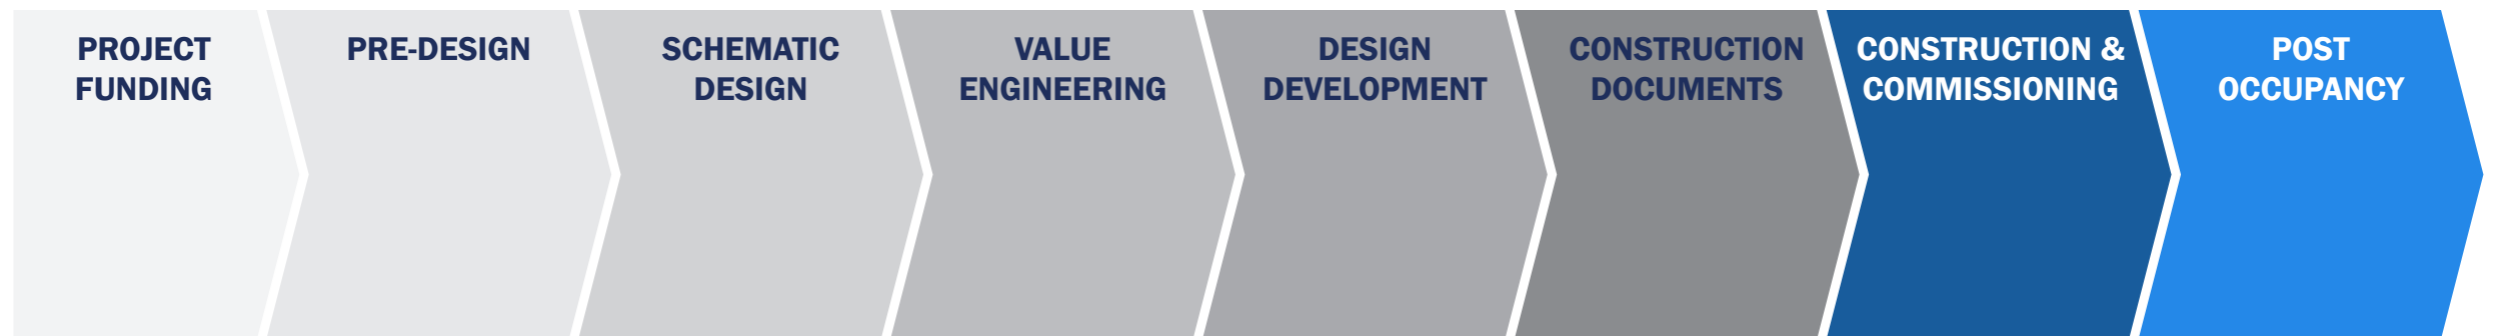 PROJECT
FUNDING
PRE-DESIGN
SCHEMATIC
DESIGN
VALUE
ENGINEERING
DESIGN
DEVELOPMENT
CONSTRUCTION
DOCUMENTS
CONSTRUCTION &
COMMISSIONING
POST
OCCUPANCY